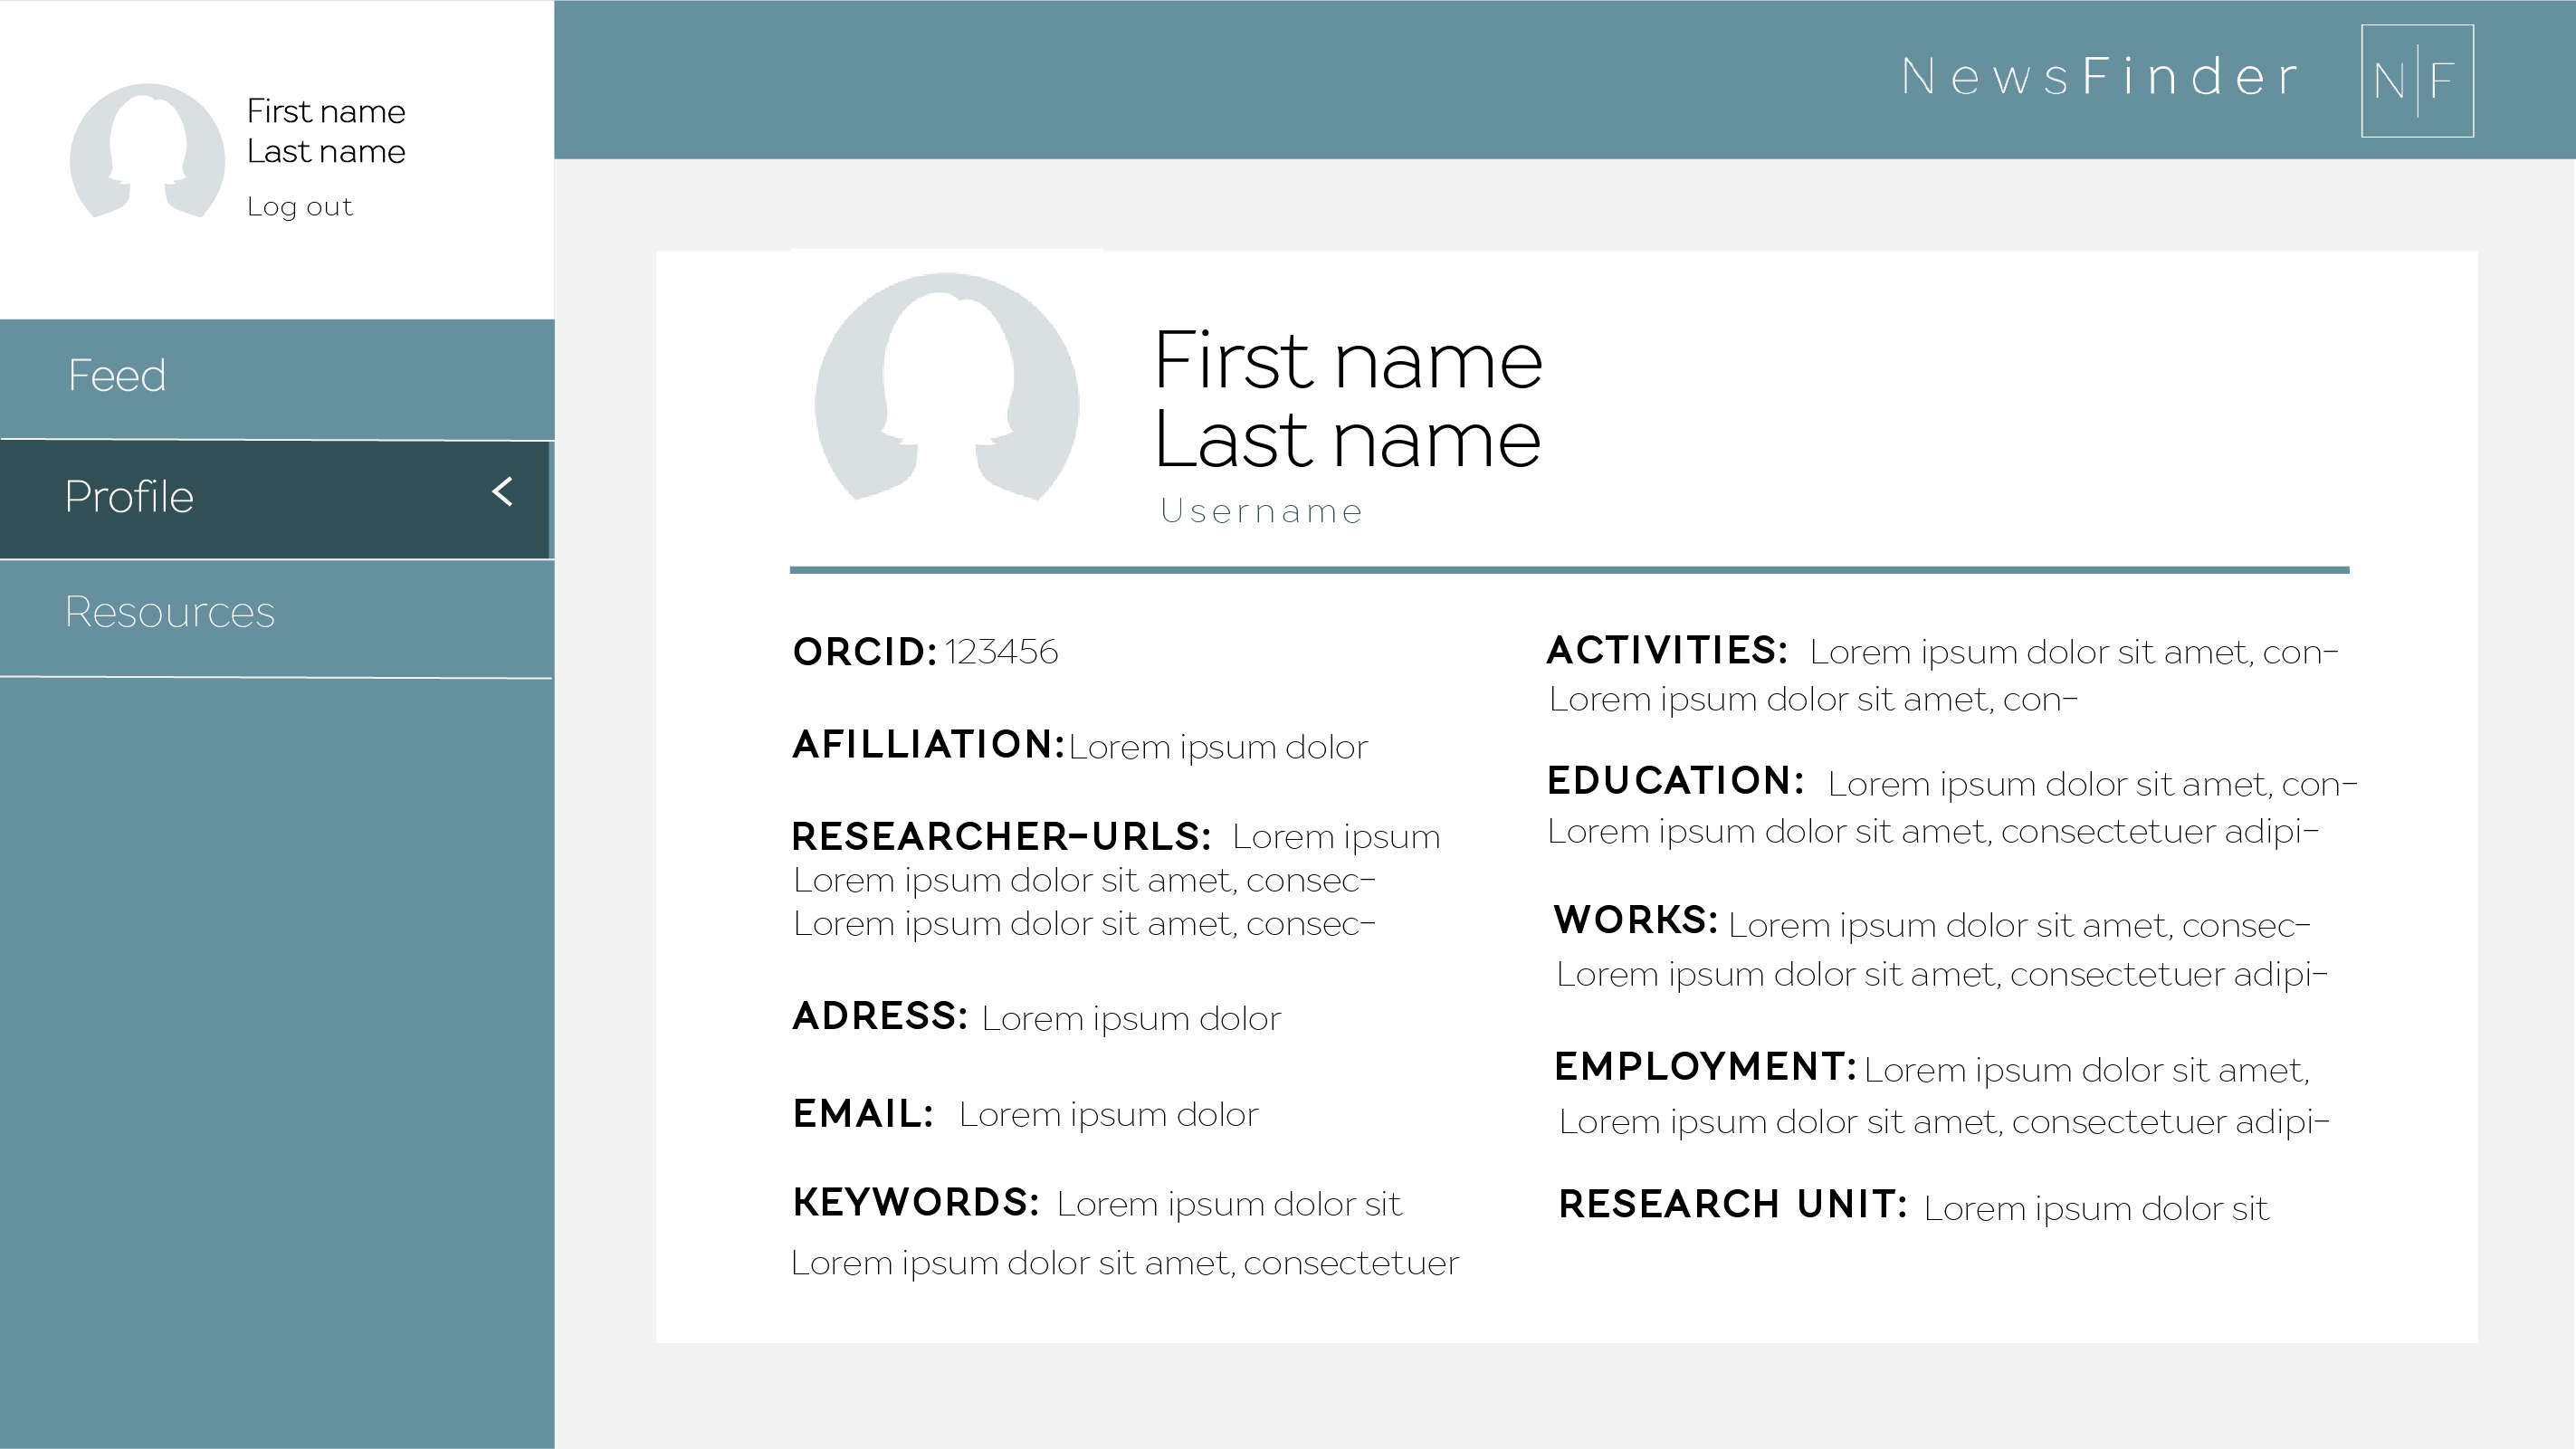 First name
Last name
Log out
Feed
Profile
Resources
NewsFinder
N|F
First name
Last name
Username
ORCID: 123456
AFILLIATION: Lorem ipsum dolor
RESEARCHER-URLS: Lorem ipsum
Lorem ipsum dolor sit amet, consec-
Lorem ipsum dolor sit amet, consec-
ADRESS: Lorem ipsum dolor
EMAIL: Lorem ipsum dolor
KEYWORDS: Lorem ipsum dolor sit
Lorem ipsum dolor sit amet, consectetuer
ACTIVITIES: Lorem ipsum dolor sit amet, con-
Lorem ipsum dolor sit amet, con-
EDUCATION: Lorem ipsum dolor sit amet, con-
Lorem ipsum dolor sit amet, consectetuer adipi-
WORKS: Lorem ipsum dolor sit amet, consec-
Lorem ipsum dolor sit amet, consectetuer adipi-
EMPLOYMENT: Lorem ipsum dolor sit amet,
Lorem ipsum dolor sit amet, consectetuer adipi-
RESEARCH UNIT: Lorem ipsum dolor sit